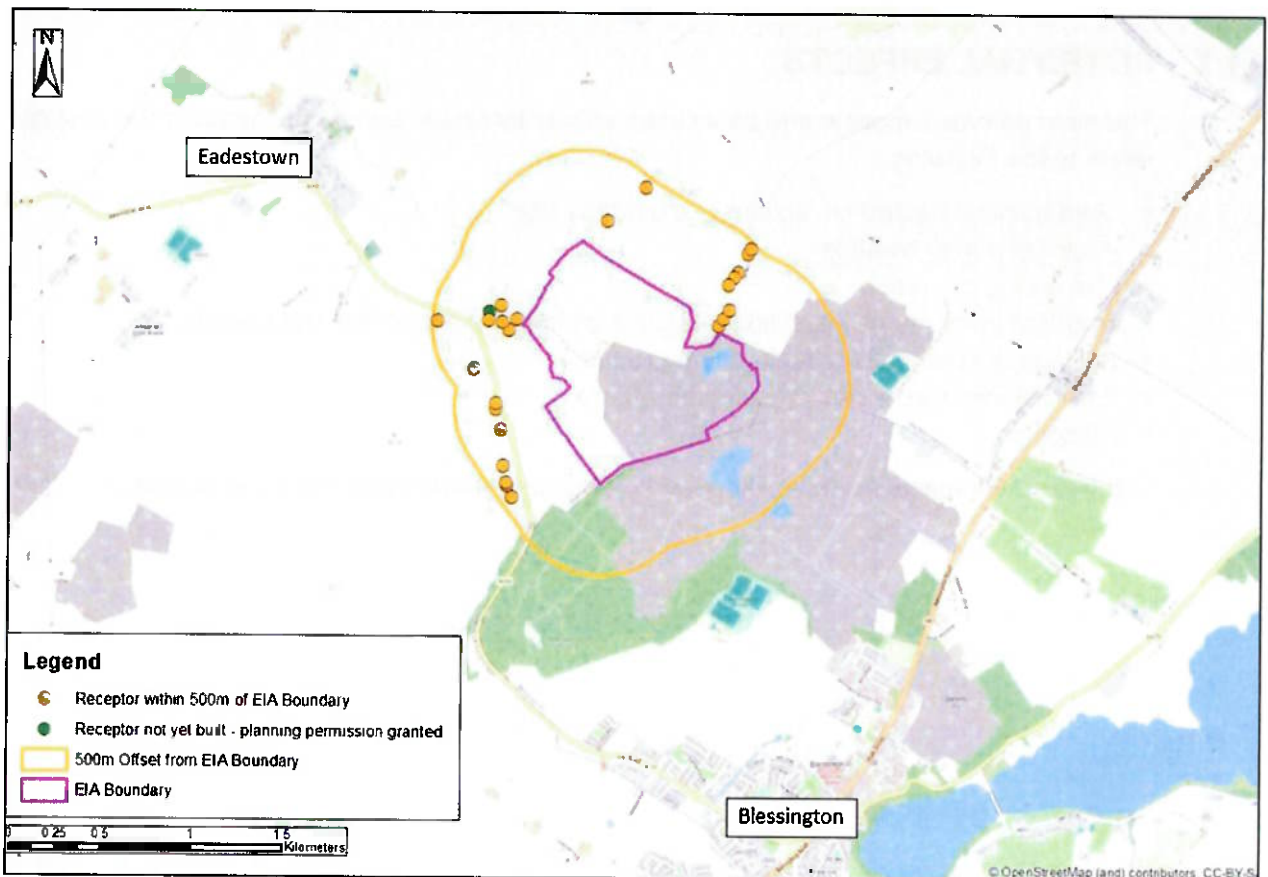 N
Eadestown
Legend
Receptor within 500m of EIA Boundary
Receptor not yet built - planning permission granted
500m Offset from EIA Boundary
EIA Boundary
0 0.25 0.5 1 1.5
Kilometers
Blessington
© OpenStreetMap (and) contributors, CC-BY-S